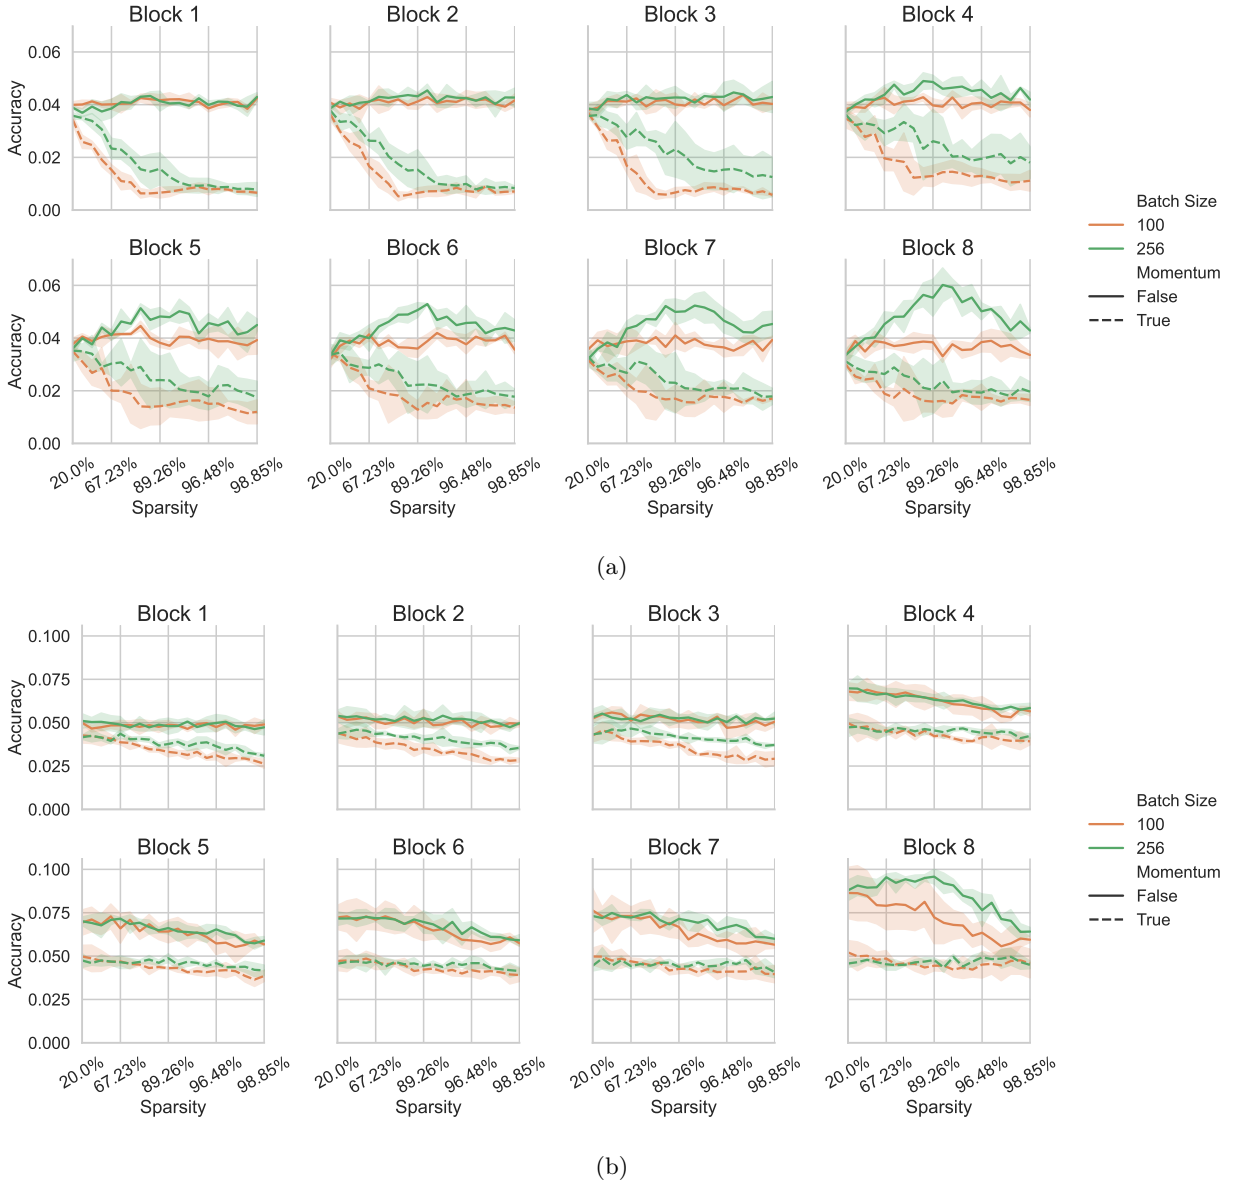 Block 1 Block 2 Block 3 Block 4
0.06
0.04
0.02
0.00
Accuracy
Block 5 Block 6 Block 7 Block 8
0.06
0.04
0.02
0.00
Accuracy
20.0% 67.23% 89.26% 96.48% 98.85% 20.0% 67.23% 89.26% 96.48% 98.85% 20.0% 67.23% 89.26% 96.48% 98.85% 20.0% 67.23% 89.26% 96.48% 98.85%
Sparsity Sparsity Sparsity Sparsity
Batch Size
100
256
Momentum
False
True
(a)
Block 1 Block 2 Block 3 Block 4
0.100
0.075
0.050
0.025
0.000
Accuracy
Block 5 Block 6 Block 7 Block 8
0.100
0.075
0.050
0.025
0.000
Accuracy
20.0% 67.23% 89.26% 96.48% 98.85% 20.0% 67.23% 89.26% 96.48% 98.85% 20.0% 67.23% 89.26% 96.48% 98.85% 20.0% 67.23% 89.26% 96.48% 98.85%
Sparsity Sparsity Sparsity Sparsity
Batch Size
100
256
Momentum
False
True
(b)